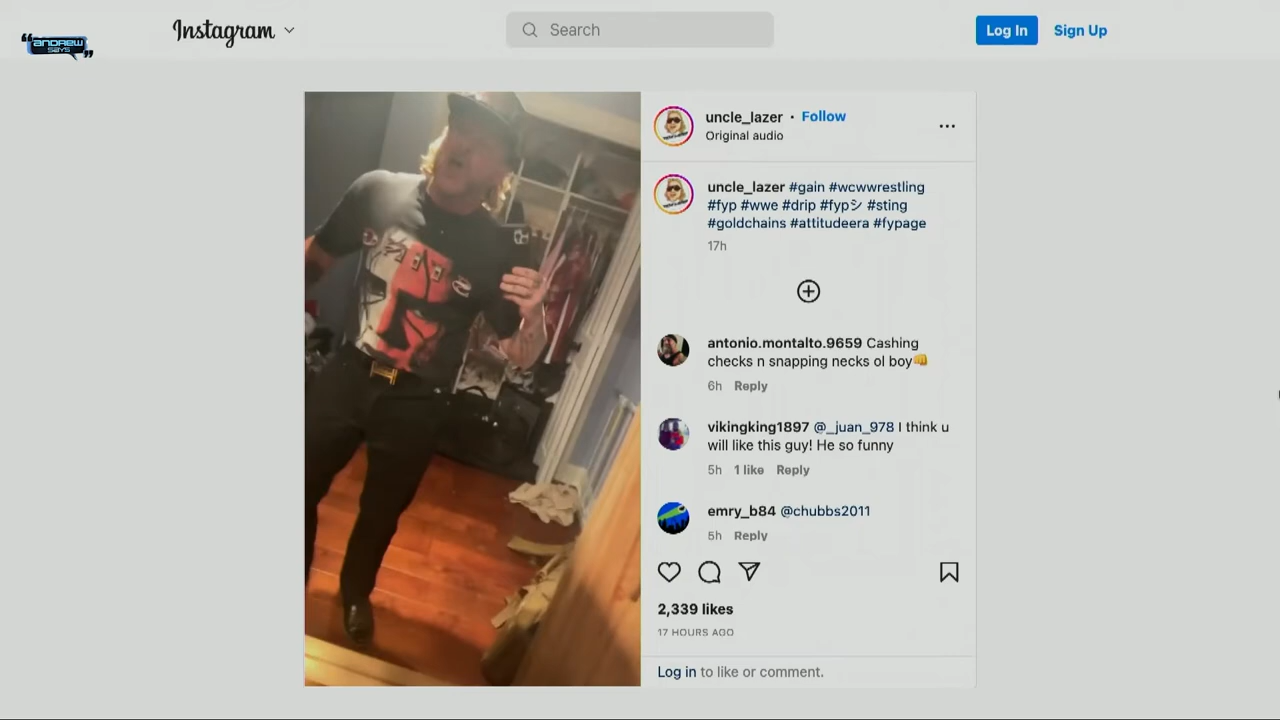 “ANDREW
SAYS”
Instagram
Search
Log In
Sign Up
uncle_lazer • Follow
Original audio
uncle_lazer #gain #wcwwrestling
#fyp #wwe #drip #fypシ #sting
#goldchains #attitudeera #fypage
17h
antonio.montalto.9659 Cashing
checks n snapping necks ol boy👊
6h Reply
vikingking1897 @_juan_978 I think u
will like this guy! He so funny
5h 1 like Reply
emry_b84 @chubbs2011
5h Reply
2,339 likes
17 HOURS AGO
Log in to like or comment.